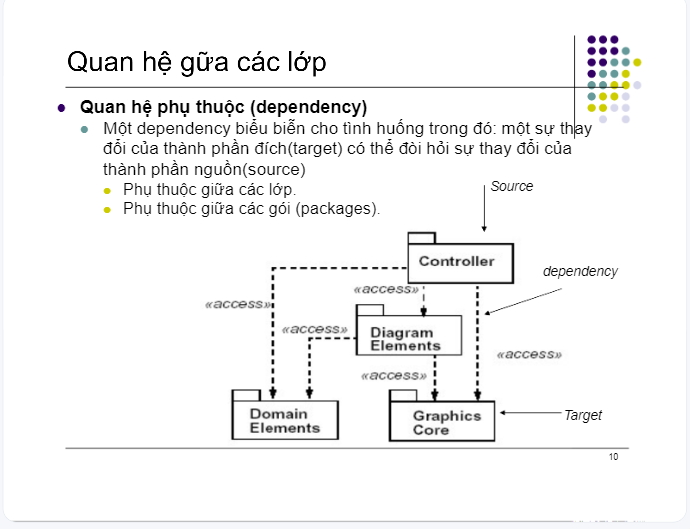 Quan hệ gữa các lớp
Quan hệ phụ thuộc (dependency)
Một dependency biểu biễn cho tình huống trong đó: một sự thay
đổi của thành phần đích(target) có thể đòi hỏi sự thay đổi của
thành phần nguồn(source)
Phụ thuộc giữa các lớp.
Phụ thuộc giữa các gói (packages).
Source
Controller
dependency
«access»
«access»
«access»
Diagram
Elements
«access»
«access»
Domain
Elements
Graphics
Core
Target
10